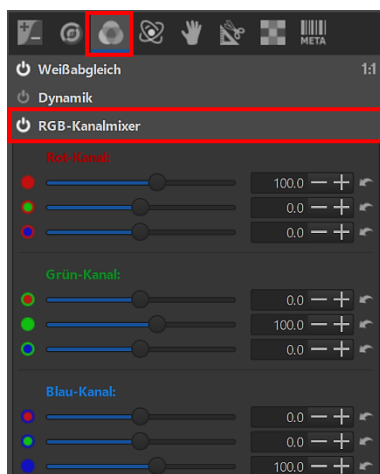 META
Weißabgleich 1:1
Dynamik
RGB-Kanalmixer
Rot-Kanal:
100.0
0.0
0.0
Grün-Kanal:
0.0
100.0
0.0
Blau-Kanal:
0.0
0.0
100.0